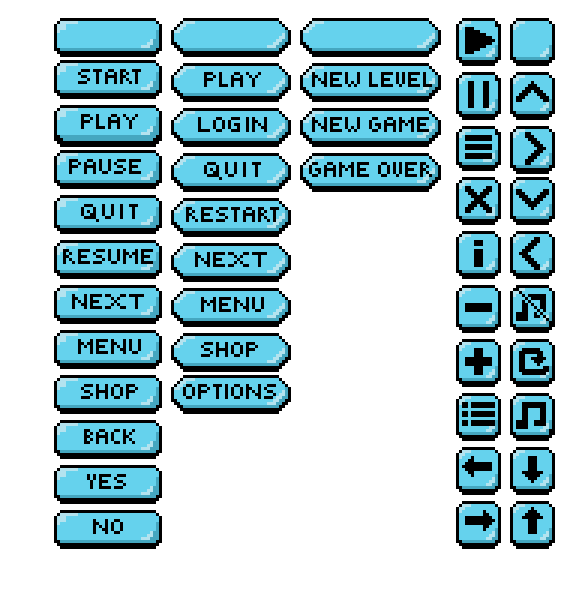 START
PLAY
PAUSE
QUIT
RESUME
NEXT
MENU
SHOP
BACK
YES
NO
PLAY
LOGIN
QUIT
RESTART
NEXT
MENU
SHOP
OPTIONS
NEW LEVEL
NEW GAME
GAME OVER
i